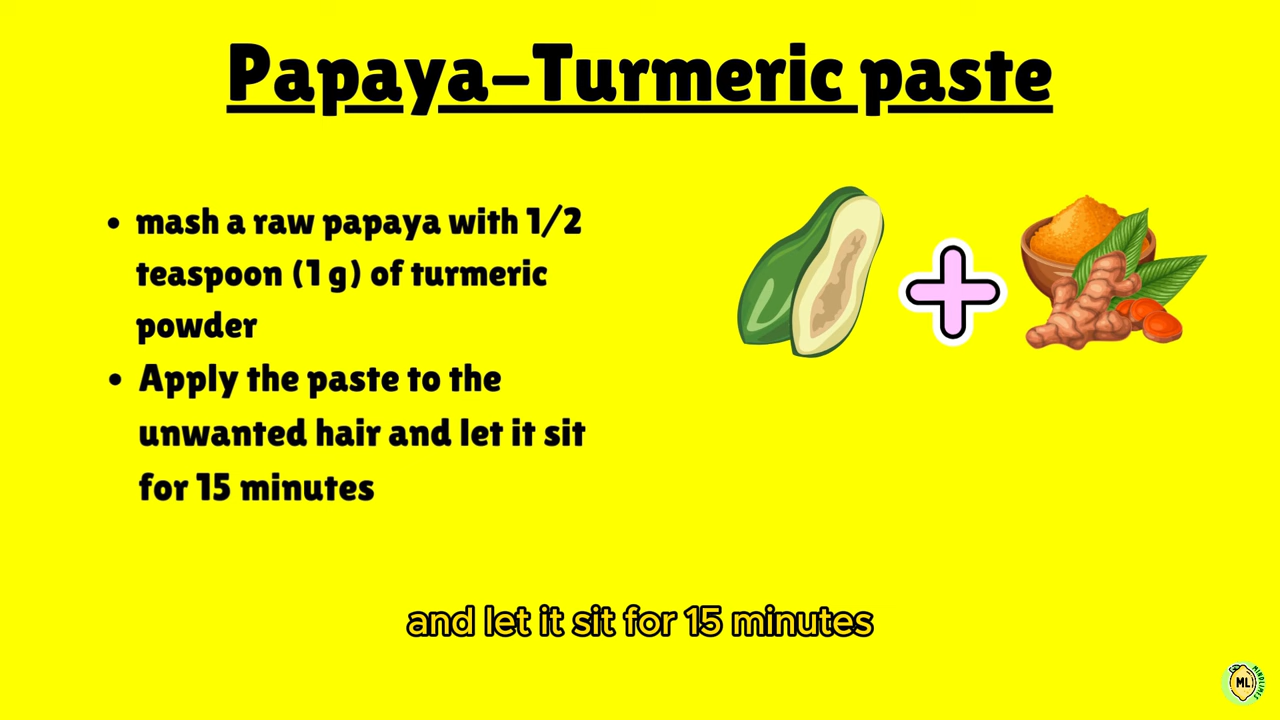 Papaya-Turmeric paste
• mash a raw papaya with 1/2
teaspoon (1 g) of turmeric
powder
• Apply the paste to the
unwanted hair and let it sit
for 15 minutes
and let it sit for 15 minutes
ML